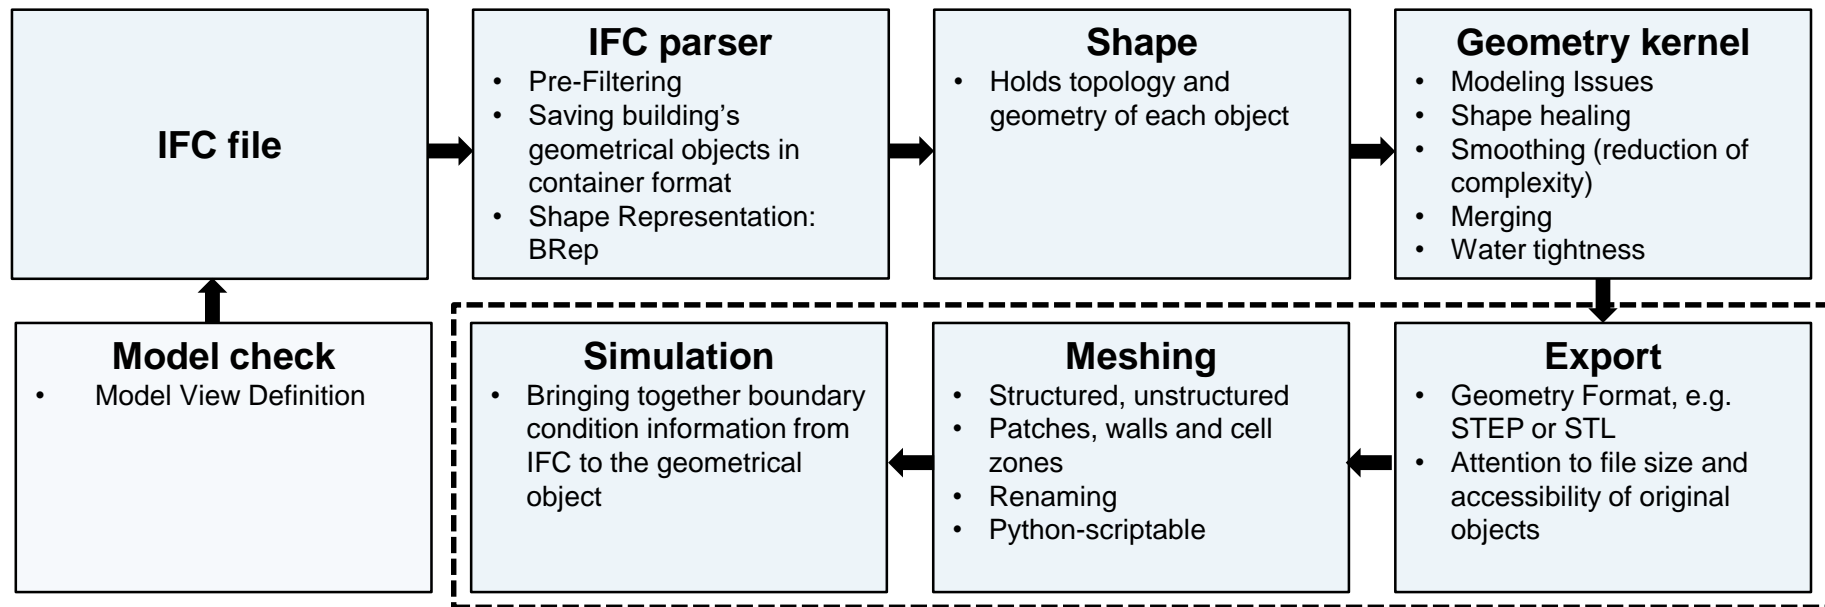 IFC file
IFC parser
• Pre-Filtering
• Saving building’s
geometrical objects in
container format
• Shape Representation:
BRep
Shape
• Holds topology and
geometry of each object
Geometry kernel
• Modeling Issues
• Shape healing
• Smoothing (reduction of
complexity)
• Merging
• Water tightness
Model check
• Model View Definition
Simulation
• Bringing together boundary
condition information from
IFC to the geometrical
object
Meshing
• Structured, unstructured
• Patches, walls and cell
zones
• Renaming
• Python-scriptable
Export
• Geometry Format, e.g.
STEP or STL
• Attention to file size and
accessibility of original
objects